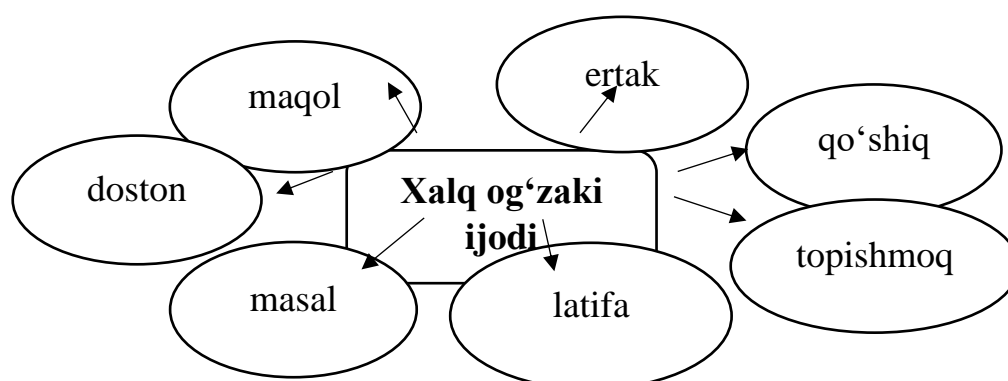 ertak
maqol
qo‘shiq
doston
Xalq og‘zaki
ijodi
topishmoq
masal
latifa